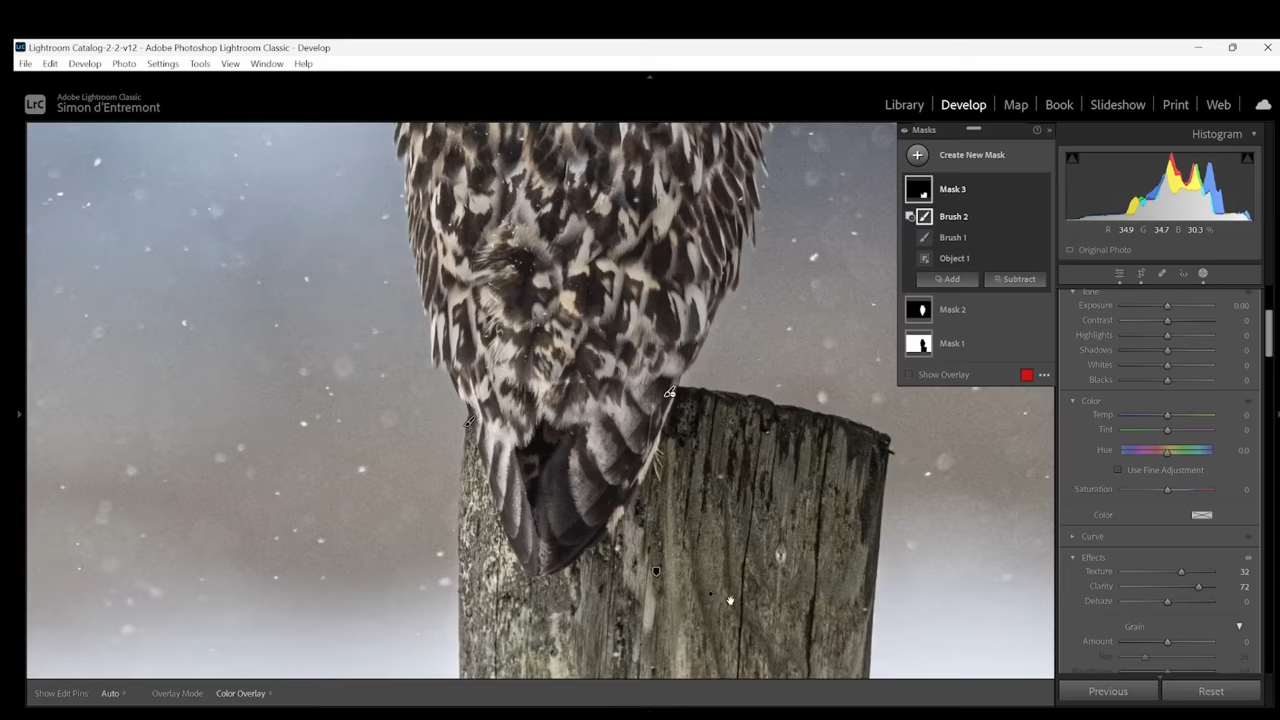 Lightroom Catalog-2-2-v12 - Adobe Photoshop Lightroom Classic - Develop
File Edit Develop Photo Settings Tools View Window Help
LrC
Adobe Lightroom Classic
Simon d'Entremont
Library Develop Map Book Slideshow Print Web
Masks
Create New Mask
Mask 3
Brush 2
Brush 1
Object 1
Add Subtract
Mask 2
Mask 1
Show Overlay
Histogram
R 34.9 G 34.7 B 30.3 %
Original Photo
Tone
Exposure 0.00
Contrast 0
Highlights 0
Shadows 0
Whites 0
Blacks 0
Color
Temp 0
Tint 0
Hue 0.0
Use Fine Adjustment
Saturation 0
Color
Curve
Effects
Texture 32
Clarity 72
Dehaze 0
Grain
Amount 0
Size 25
Show Edit Pins Auto Overlay Mode Color Overlay
Previous Reset